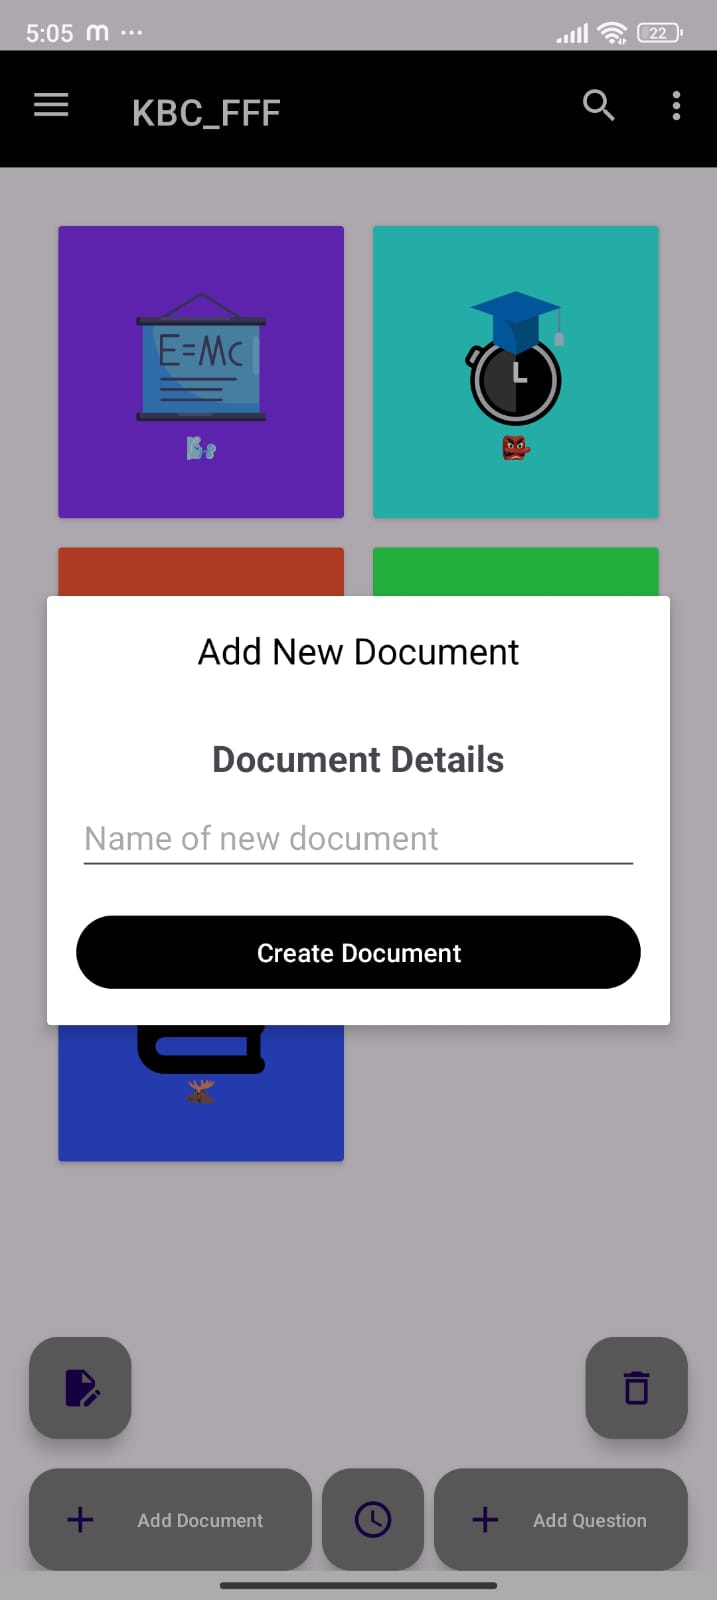 5:05 m ...
22
KBC_FFF
E=Mc
Add New Document
Document Details
Name of new document
Create Document
Add Document
Add Question